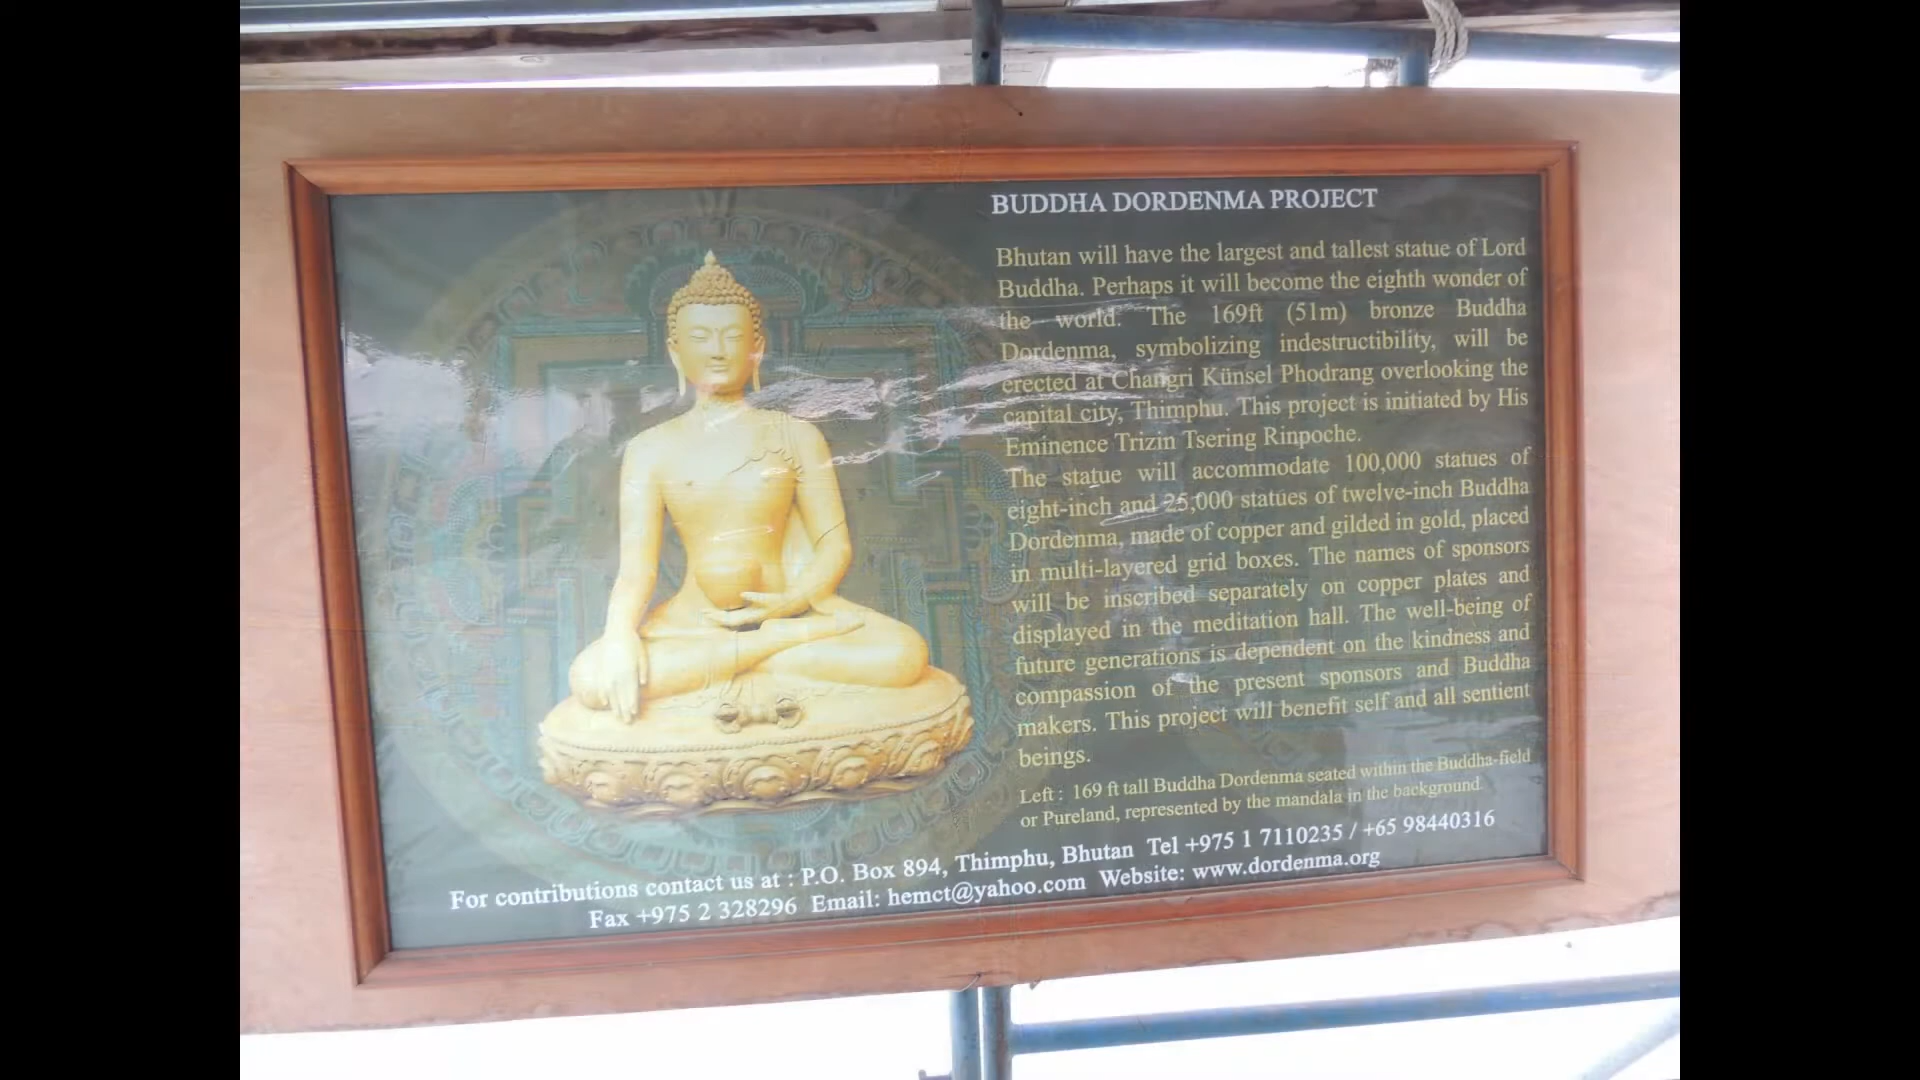 BUDDHA DORDENMA PROJECT
Bhutan will have the largest and tallest statue of Lord
Buddha. Perhaps it will become the eighth wonder of
the world. The 169ft (51m) bronze Buddha
Dordenma, symbolizing indestructibility, will be
erected at Changri Künsel Phodrang overlooking the
capital city, Thimphu. This project is initiated by His
Eminence Trizin Tsering Rinpoche.
The statue will accommodate 100,000 statues of
eight-inch and 25,000 statues of twelve-inch Buddha
Dordenma, made of copper and gilded in gold, placed
in multi-layered grid boxes. The names of sponsors
will be inscribed separately on copper plates and
displayed in the meditation hall. The well-being of
future generations is dependent on the kindness and
compassion of the present sponsors and Buddha
makers. This project will benefit self and all sentient
beings.
Left : 169 ft tall Buddha Dordenma seated within the Buddha-field
or Pureland, represented by the mandala in the background.
For contributions contact us at : P.O. Box 894, Thimphu, Bhutan Tel +975 1 7110235 / +65 98440316
Fax +975 2 328296 Email: hemct@yahoo.com Website: www.dordenma.org